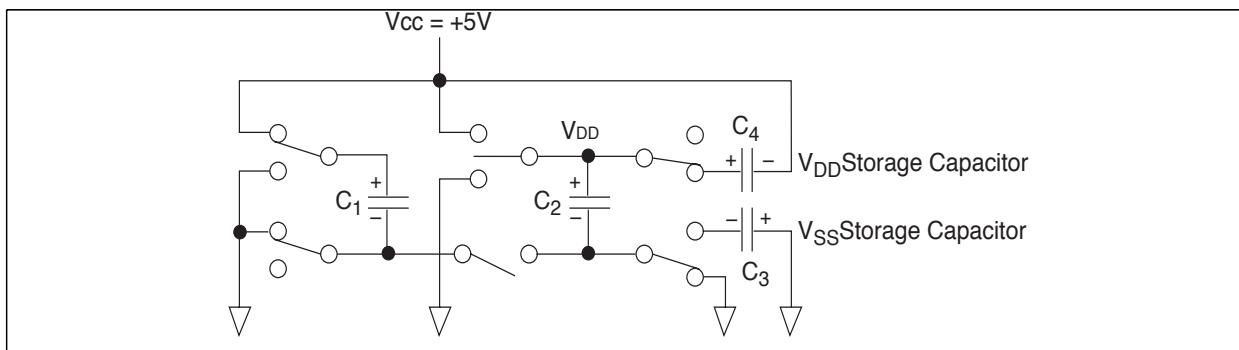 Vcc = +5V
VDD
C4
+ −
VDDStorage Capacitor
+
C1
−
+
C2
−
− +
VSSStorage Capacitor
C3